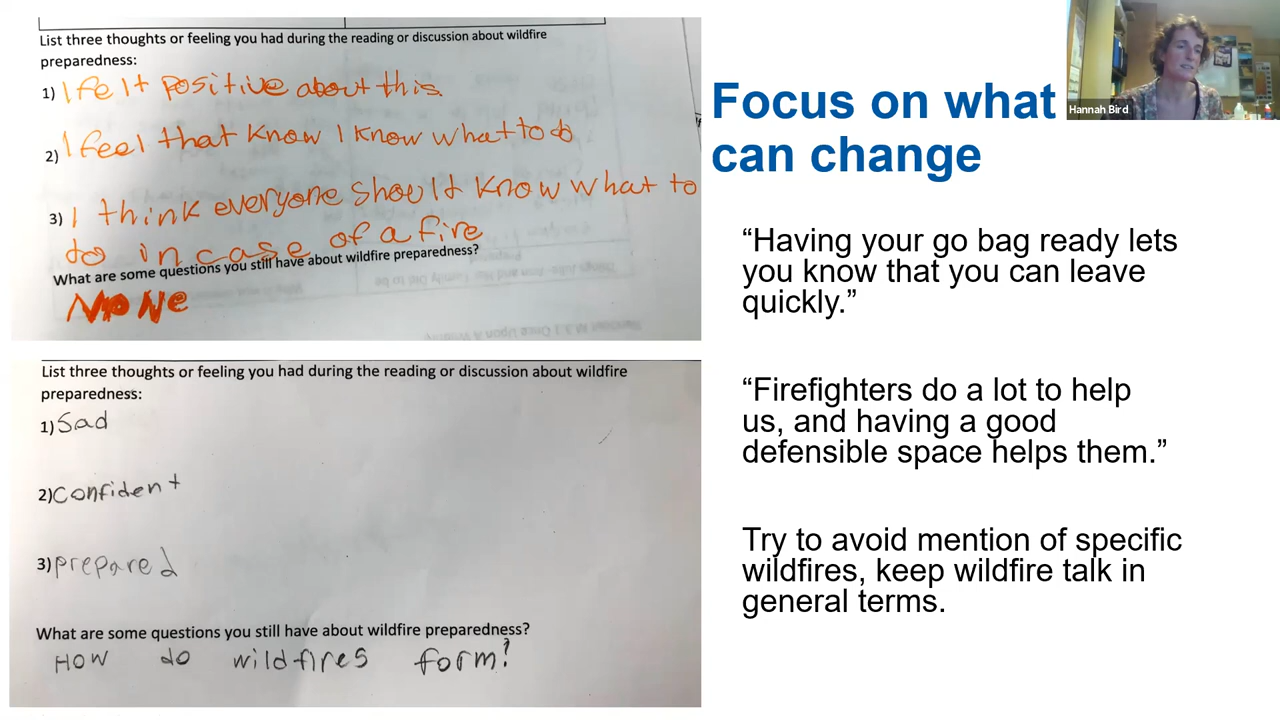 List three thoughts or feeling you had during the reading or discussion about wildfire
preparedness:
1) I felt positive about this.
2) I feel that know I know what to do
3) I think everyone should know what to
do in case of a fire
What are some questions you still have about wildfire preparedness?
NoNe
List three thoughts or feeling you had during the reading or discussion about wildfire
preparedness:
1) Sad
2) confident
3) prepared
What are some questions you still have about wildfire preparedness?
How do wildfires form?
Focus on what
can change
Hannah Bird
“Having your go bag ready lets
you know that you can leave
quickly.”
“Firefighters do a lot to help
us, and having a good
defensible space helps them.”
Try to avoid mention of specific
wildfires, keep wildfire talk in
general terms.